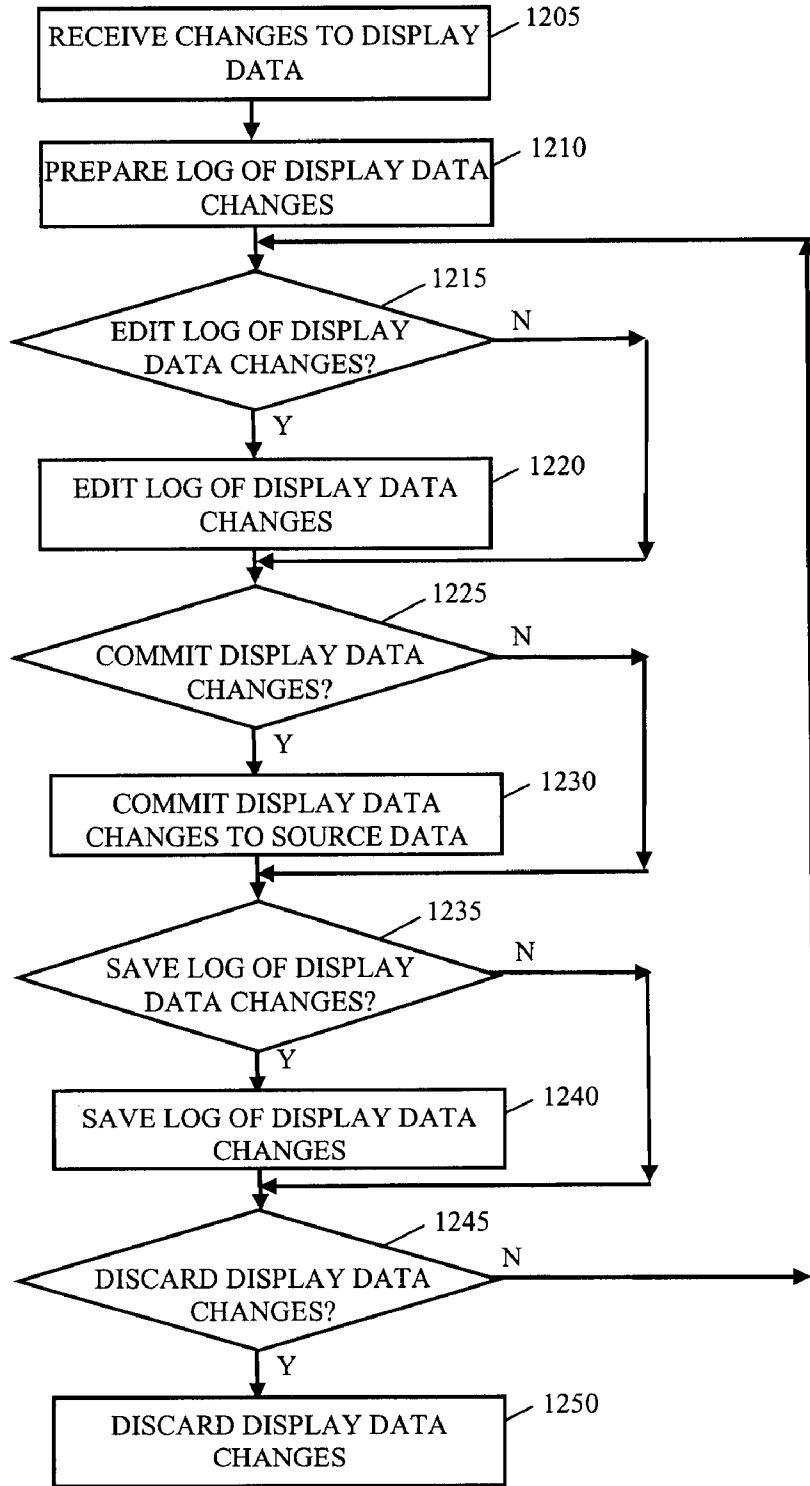 RECEIVE CHANGES TO DISPLAY
DATA
1205
PREPARE LOG OF DISPLAY DATA
CHANGES
1210
1215
EDIT LOG OF DISPLAY
DATA CHANGES?
N
Y
EDIT LOG OF DISPLAY DATA
CHANGES
1220
1225
COMMIT DISPLAY DATA
CHANGES?
N
Y
COMMIT DISPLAY DATA
CHANGES TO SOURCE DATA
1230
1235
SAVE LOG OF DISPLAY
DATA CHANGES?
N
Y
SAVE LOG OF DISPLAY DATA
CHANGES
1240
1245
DISCARD DISPLAY DATA
CHANGES?
N
Y
DISCARD DISPLAY DATA
CHANGES
1250